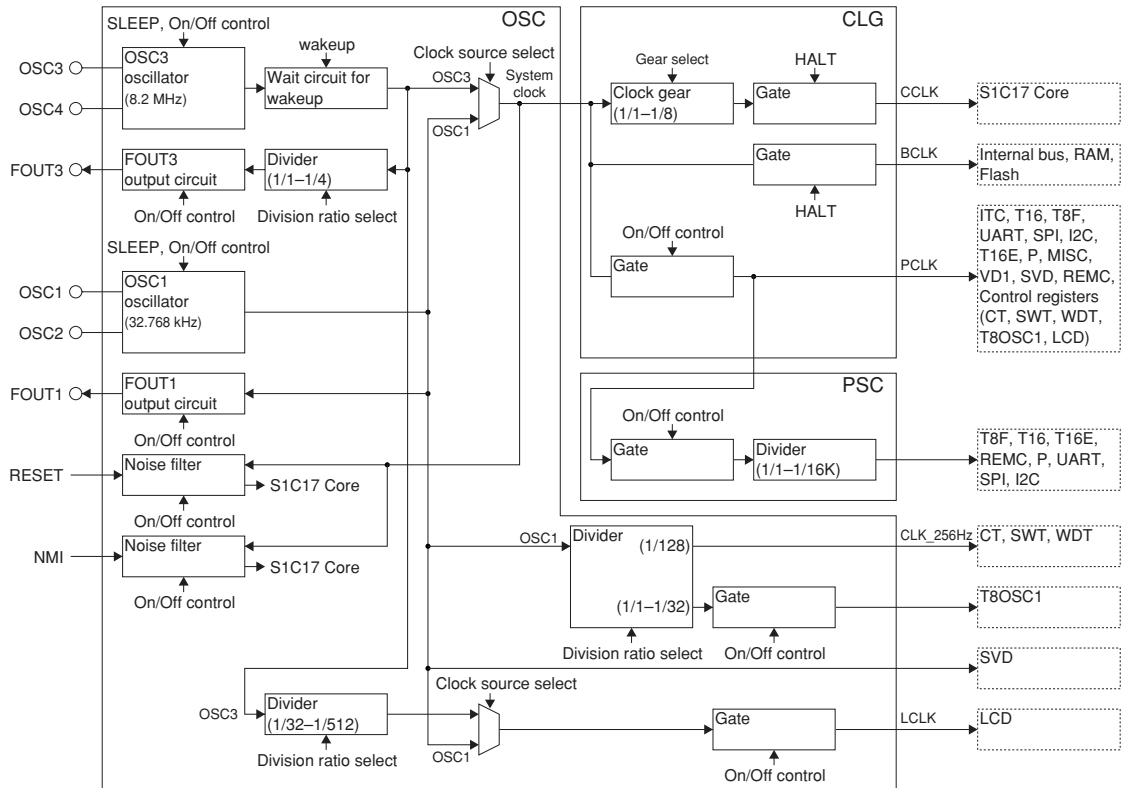 OSC
CLG
SLEEP, On/Off control
wakeup
Clock source select
OSC3
OSC4
OSC3
oscillator
(8.2 MHz)
Wait circuit for
wakeup
OSC3
OSC1
System
clock
Gear select
Clock gear
(1/1–1/8)
HALT
Gate
CCLK
S1C17 Core
FOUT3
FOUT3
output circuit
On/Off control
Divider
(1/1–1/4)
Division ratio select
Gate
HALT
BCLK
Internal bus, RAM,
Flash
SLEEP, On/Off control
OSC1
OSC2
OSC1
oscillator
(32.768 kHz)
On/Off control
Gate
PCLK
ITC, T16, T8F,
UART, SPI, I2C,
T16E, P, MISC,
VD1, SVD, REMC,
Control registers
(CT, SWT, WDT,
T8OSC1, LCD)
FOUT1
FOUT1
output circuit
On/Off control
PSC
On/Off control
Gate
Divider
(1/1–1/16K)
T8F, T16, T16E,
REMC, P, UART,
SPI, I2C
RESET
Noise filter
S1C17 Core
On/Off control
NMI
Noise filter
S1C17 Core
On/Off control
OSC1
Divider
(1/128)
(1/1–1/32)
Division ratio select
CLK_256Hz
CT, SWT, WDT
Gate
On/Off control
T8OSC1
SVD
OSC3
Divider
(1/32–1/512)
Division ratio select
Clock source select
OSC1
Gate
On/Off control
LCLK
LCD